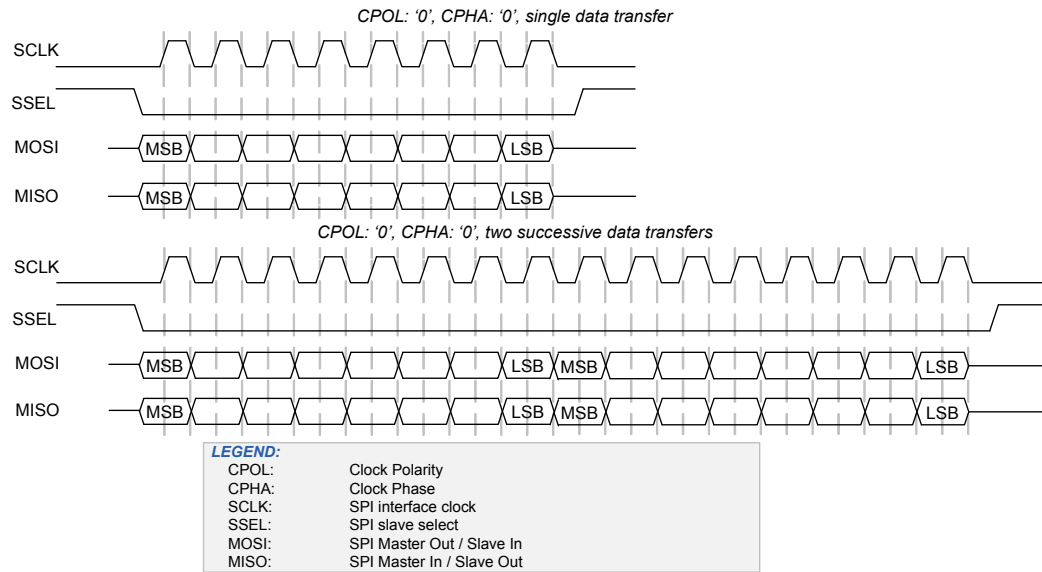 CPOL: ‘0’, CPHA: ‘0’, single data transfer
SCLK
SSEL
MOSI MSB LSB
MISO MSB LSB
CPOL: ‘0’, CPHA: ‘0’, two successive data transfers
SCLK
SSEL
MOSI MSB LSB MSB LSB
MISO MSB LSB MSB LSB
LEGEND:
CPOL: Clock Polarity
CPHA: Clock Phase
SCLK: SPI interface clock
SSEL: SPI slave select
MOSI: SPI Master Out / Slave In
MISO: SPI Master In / Slave Out